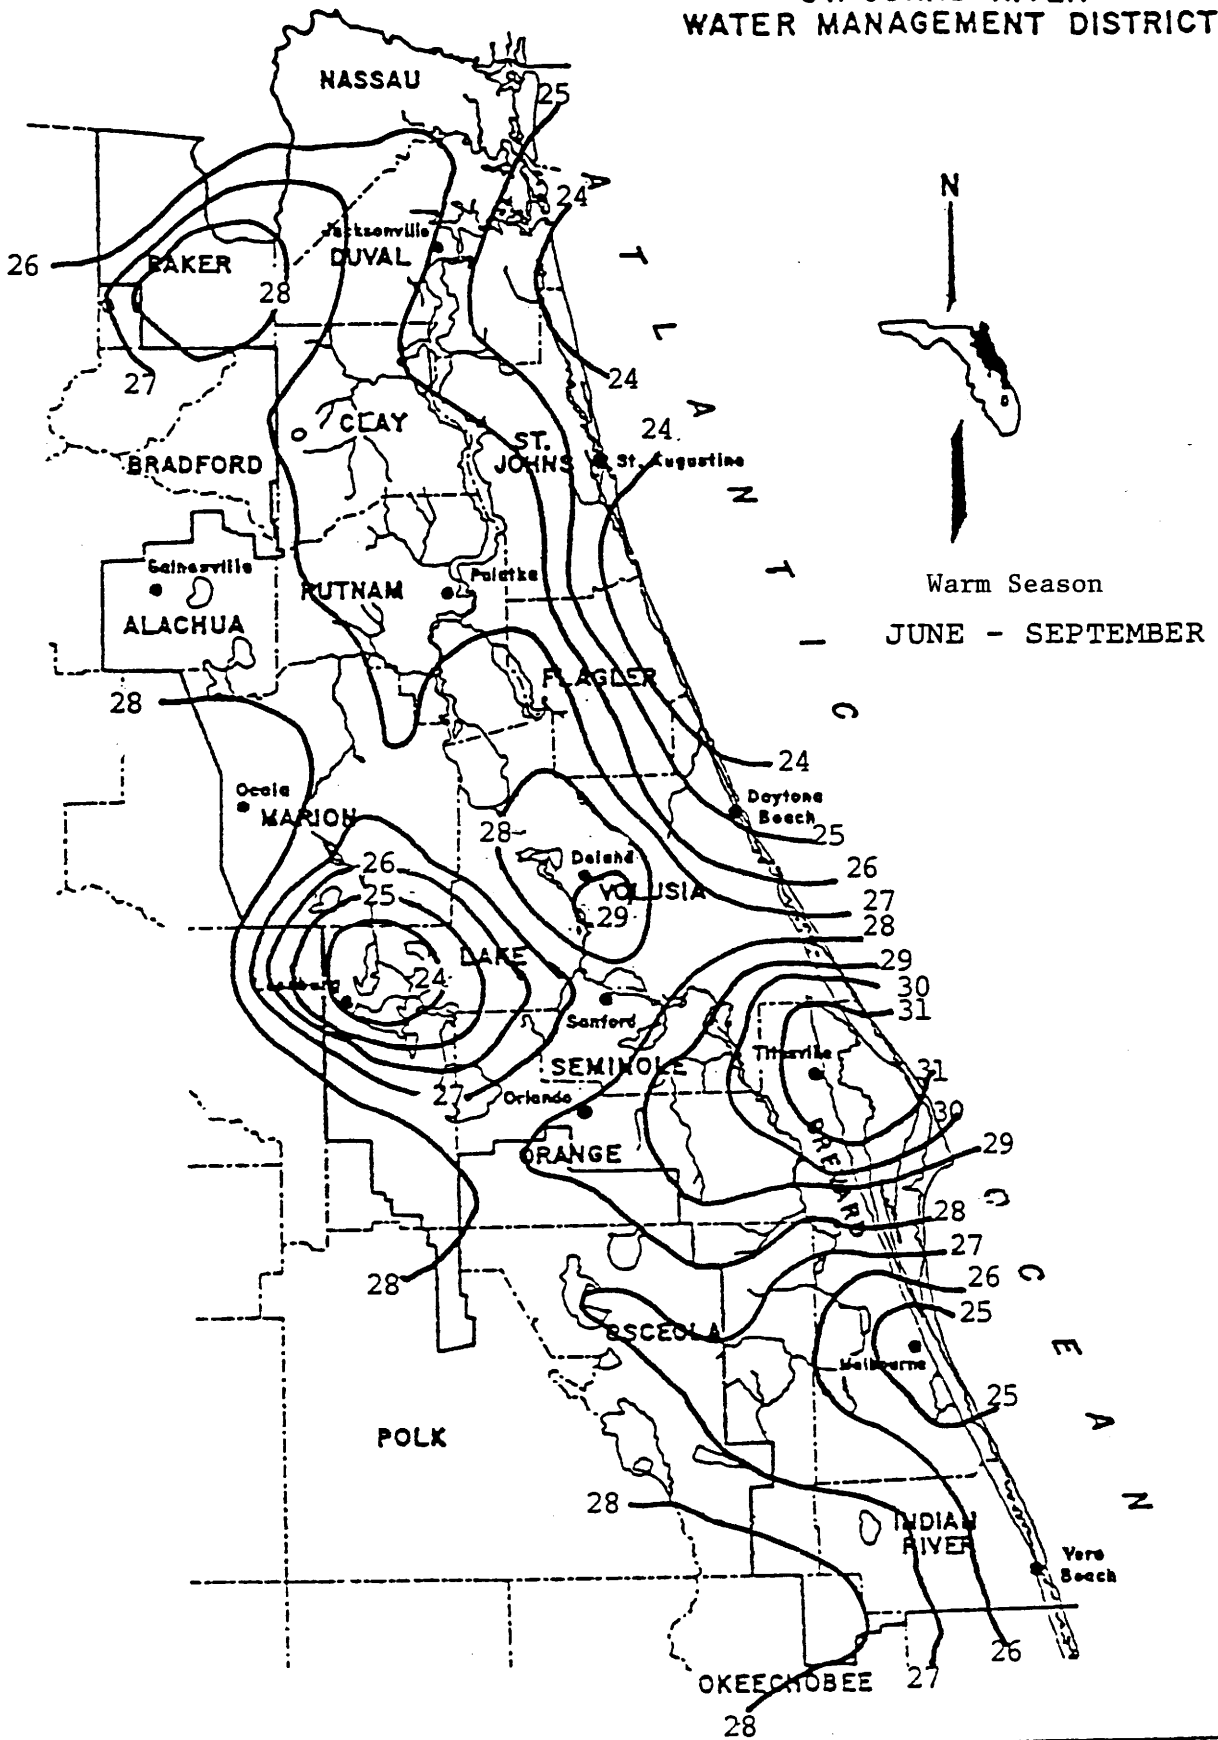 WATER MANAGEMENT DISTRICT
NASSAU
25
A
24
N
Jacksonville
DUVAL
BAKER
26
T
28
L
27
24
A
CLAY
24
ST.
JOHNS
St. Augustine
BRADFORD
N
Gainesville
Palatka
T
Warm Season
PUTNAM
ALACHUA
JUNE - SEPTEMBER
I
FLAGLER
28
C
24
Ocala
MARION
Daytona
Beach
28
25
26
Deland
26
25
VOLUSIA
27
29
28
LAKE
29
24
30
Leesburg
31
Sanford
Titusville
SEMINOLE
31
27
Orlando
30
ORANGE
29
BREVARD
O
28
27
28
C
26
25
OSCEOLA
E
Melbourne
25
A
POLK
28
N
INDIAN
RIVER
Vero
Beach
26
27
OKEECHOBEE
28